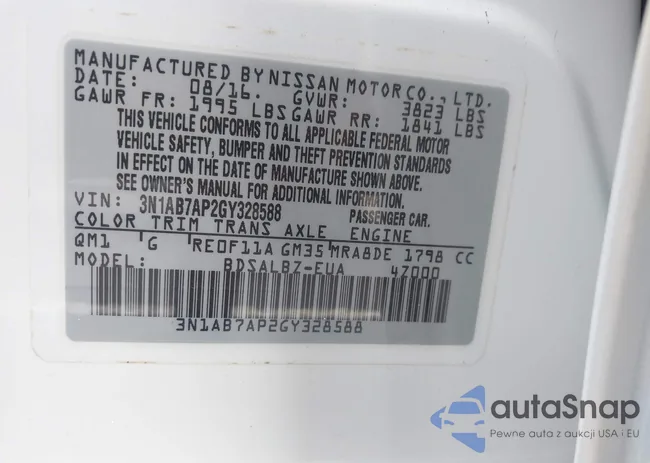 MANUFACTURED BY NISSAN MOTOR CO., LTD.
DATE: 08/16. GVWR: 3823 LBS
GAWR FR: 1995 LBS GAWR RR: 1841 LBS
THIS VEHICLE CONFORMS TO ALL APPLICABLE FEDERAL MOTOR
VEHICLE SAFETY, BUMPER AND THEFT PREVENTION STANDARDS
IN EFFECT ON THE DATE OF MANUFACTURE SHOWN ABOVE.
SEE OWNER'S MANUAL FOR ADDITIONAL INFORMATION.
VIN: 3N1AB7AP2GY328588 PASSENGER CAR.
COLOR TRIM TRANS AXLE ENGINE
QM1 G RE0F11A GM35 MRA8DE 1798 CC
MODEL: BDSALBZ-EUA 47000
3N1AB7AP2GY328588
autaSnap
Pewne auta z aukcji USA i EU